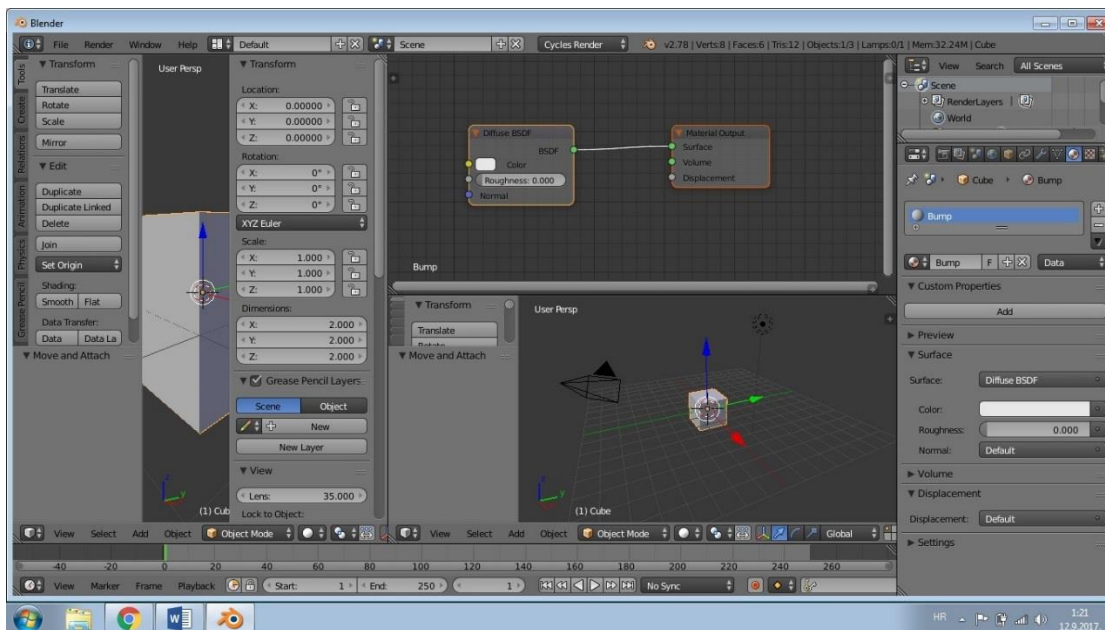 Blender
File Render Window Help Default Scene Cycles Render v2.78 | Verts:8 | Faces:6 | Tris:12 | Objects:1/3 | Lamps:0/1 | Mem:32.24M | Cube
Tools
Create
Relations
Animation
Physics
Grease Pencil
Transform
Translate
Rotate
Scale
Mirror
Edit
Duplicate
Duplicate Linked
Delete
Join
Set Origin
Shading:
Smooth Flat
Data Transfer:
Data Data La
Move and Attach
User Persp
(1) Cub
Transform
Location:
X: 0.00000
Y: 0.00000
Z: 0.00000
Rotation:
X: 0°
Y: 0°
Z: 0°
XYZ Euler
Scale:
X: 1.000
Y: 1.000
Z: 1.000
Dimensions:
X: 2.000
Y: 2.000
Z: 2.000
Grease Pencil Layers
Scene Object
New
New Layer
View
Lens: 35.000
Lock to Object:
View Select Add Object Object Mode
Diffuse BSDF
BSDF
Color
Roughness: 0.000
Normal
Material Output
Surface
Volume
Displacement
Bump
Transform
Translate
Move and Attach
User Persp
(1) Cube
View Select Add Object Object Mode Global
View Search All Scenes
Scene
RenderLayers
World
Cube Bump
Bump
Bump F Data
Custom Properties
Add
Preview
Surface
Surface: Diffuse BSDF
Color:
Roughness: 0.000
Normal: Default
Volume
Displacement
Displacement: Default
Settings
-40 -20 0 20 40 60 80 100 120 140 160 180 200 220 240 260
View Marker Frame Playback Start: 1 End: 250 1 No Sync
HR 1:21
12.9.2017.